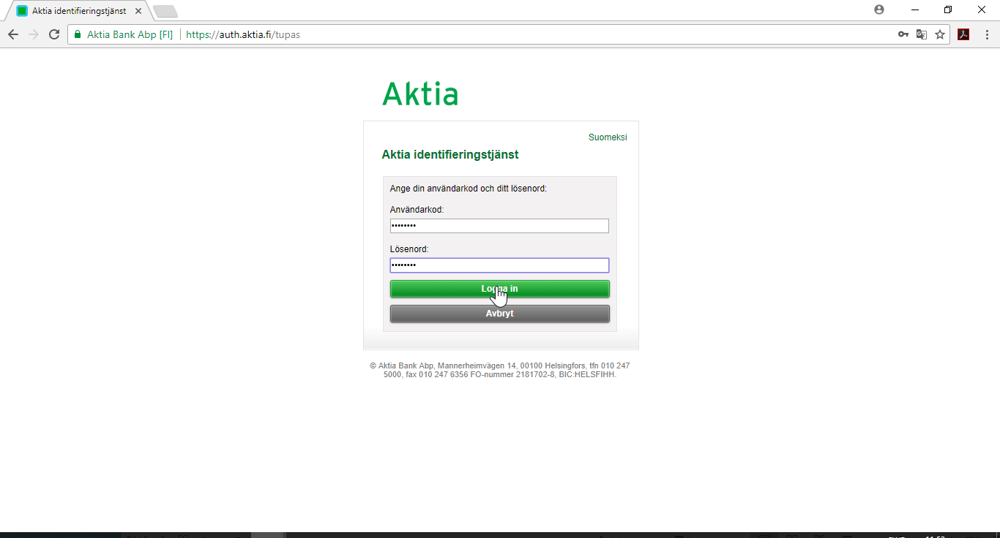 Aktia identifieringstjänst
Aktia Bank Abp [FI] https://auth.aktia.fi/tupas
Aktia
Suomeksi
Aktia identifieringstjänst
Ange din användarkod och ditt lösenord:
Användarkod:
••••••••
Lösenord:
••••••••
Logga in
Avbryt
© Aktia Bank Abp, Mannerheimvägen 14, 00100 Helsingfors, tfn 010 247
5000, fax 010 247 6356 FO-nummer 2181702-8, BIC:HELSFIHH.